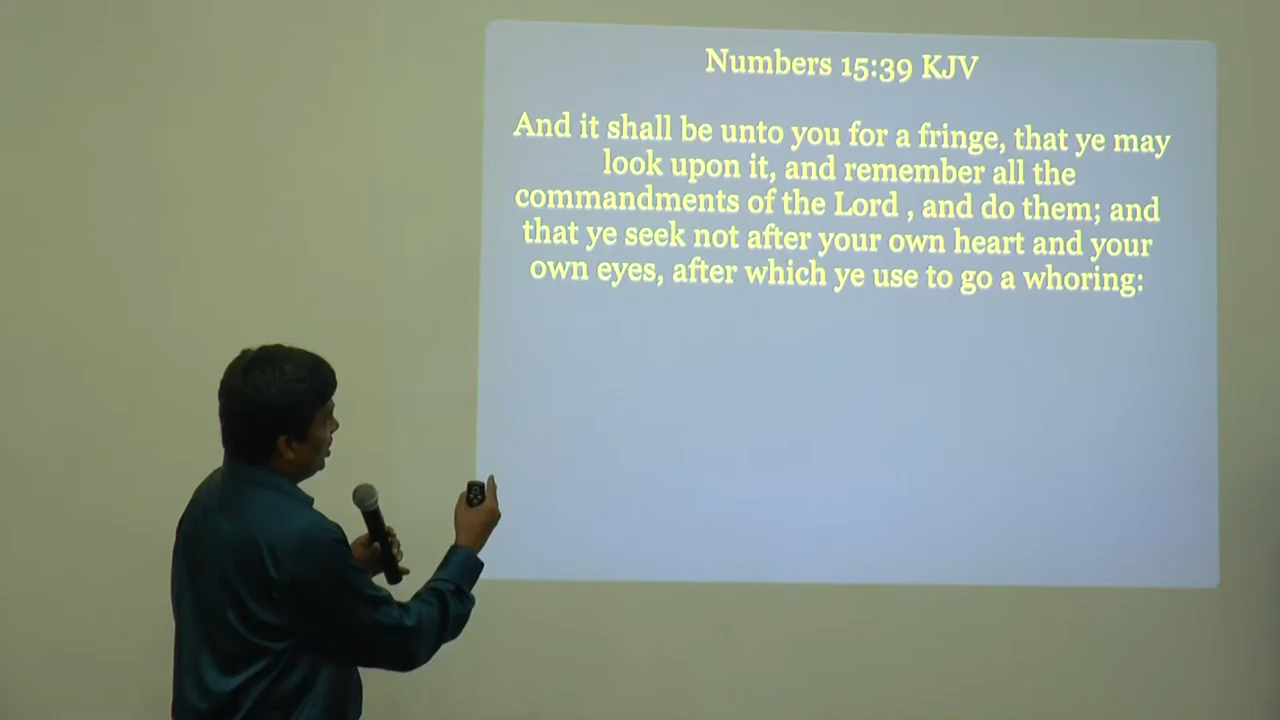 Numbers 15:39 KJV
And it shall be unto you for a fringe, that ye may
look upon it, and remember all the
commandments of the Lord , and do them; and
that ye seek not after your own heart and your
own eyes, after which ye use to go a whoring: